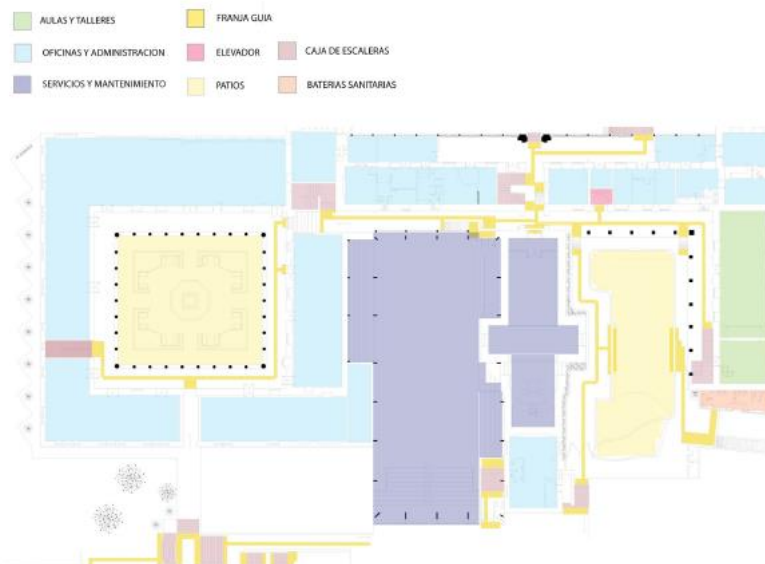 AULAS Y TALLERES
FRANJA GUIA
OFICINAS Y ADMINISTRACION
ELEVADOR
CAJA DE ESCALERAS
SERVICIOS Y MANTENIMIENTO
PATIOS
BATERIAS SANITARIAS